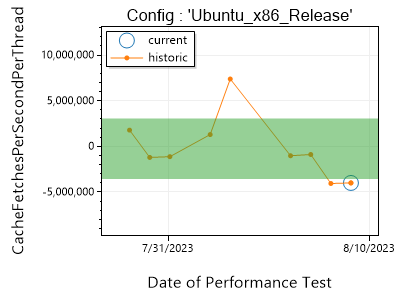 Config : 'Ubuntu_x86_Release'
current
historic
CacheFetchesPerSecondPerThread
10,000,000
5,000,000
0
-5,000,000
7/31/2023
8/10/2023
Date of Performance Test